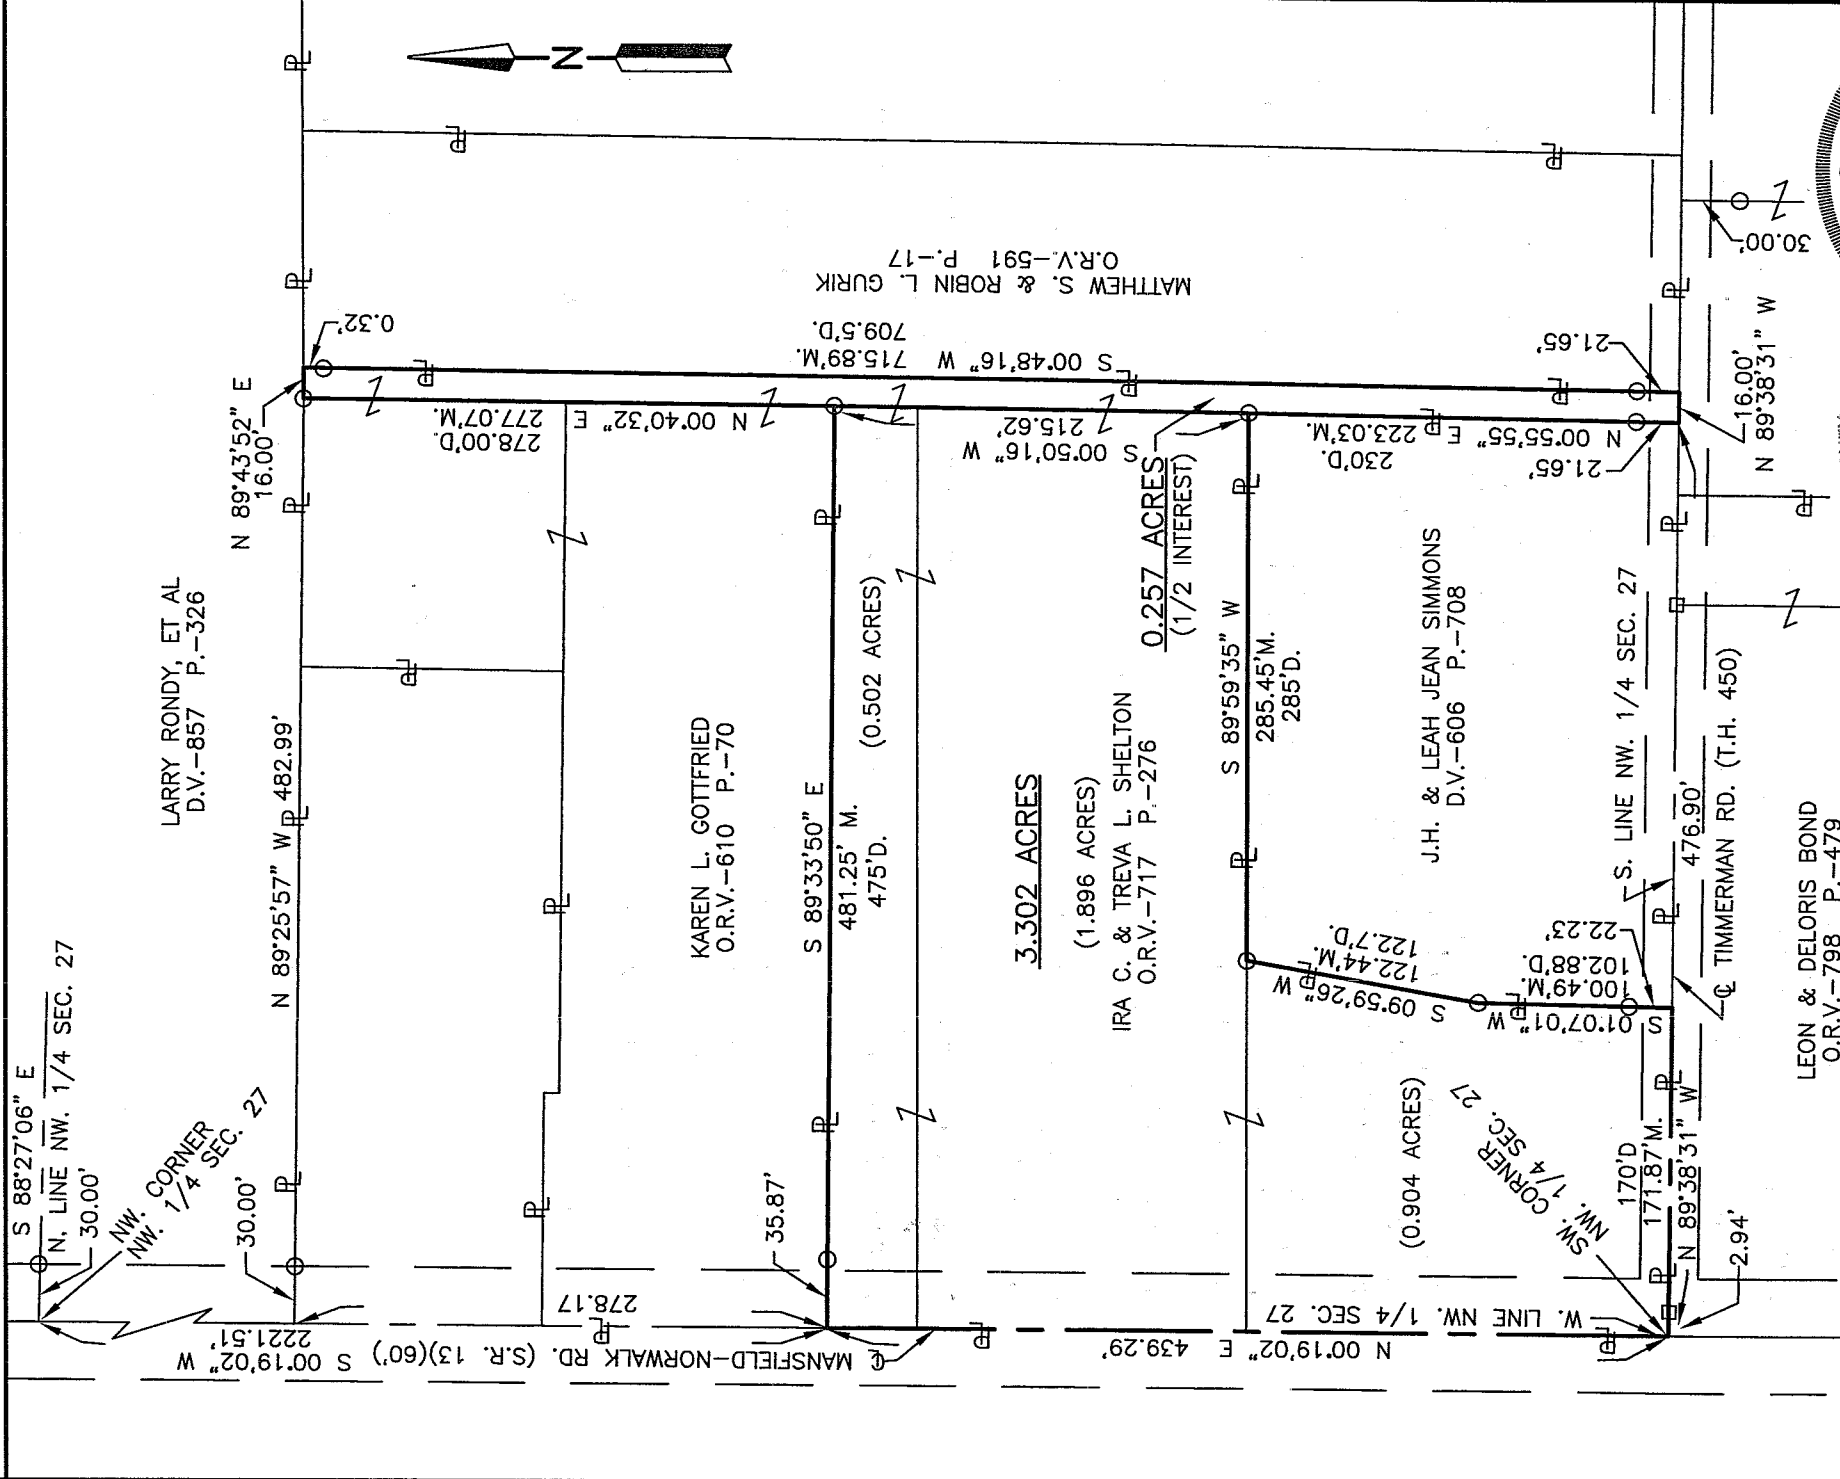 N
S 88°27'06" E
N. LINE NW. 1/4 SEC. 27
30.00'
NW. CORNER
NW. 1/4 SEC. 27
LARRY RONDY, ET AL
D.V.-857 P.-326
N 89°43'52" E
16.00'
N 89°25'57" W 482.99'
30.00'
0.32'
MATTHEW S. & ROBIN L. GURIK
O.R.V.-591 P.-17
S 00°48'16" W
715.89'M.
709.5'D.
N 00°40'32" E
277.07'M.
278.00'D.
S 00°50'16" W
215.62'
N 00°55'55" E
223.03'M.
230'D.
21.65'
21.65'
30.00'
16.00'
N 89°38'31" W
KAREN L. GOTTFRIED
O.R.V.-610 P.-70
S 89°33'50" E
481.25' M.
475'D.
35.87'
278.17
(0.502 ACRES)
3.302 ACRES
(1.896 ACRES)
IRA C. & TREVA L. SHELTON
O.R.V.-717 P.-276
0.257 ACRES
(1/2 INTEREST)
S 89°59'35" W
285.45'M.
285'D.
J.H. & LEAH JEAN SIMMONS
D.V.-606 P.-708
S 09°59'26" W
122.44'M.
122.7'D.
S 01°07'01" W
100.49'M.
102.88'D.
22.23'
S. LINE NW. 1/4 SEC. 27
476.90'
℄ TIMMERMAN RD. (T.H. 450)
(0.904 ACRES)
SW. CORNER
NW. 1/4 SEC. 27
170'D
171.87'M.
N 89°38'31" W
2.94'
W. LINE NW. 1/4 SEC. 27
N 00°19'02" E 439.29'
℄ MANSFIELD-NORWALK RD. (S.R. 13)(60')
S 00°19'02" W
2221.51'
LEON & DELORIS BOND
O.R.V.-798 P.-479